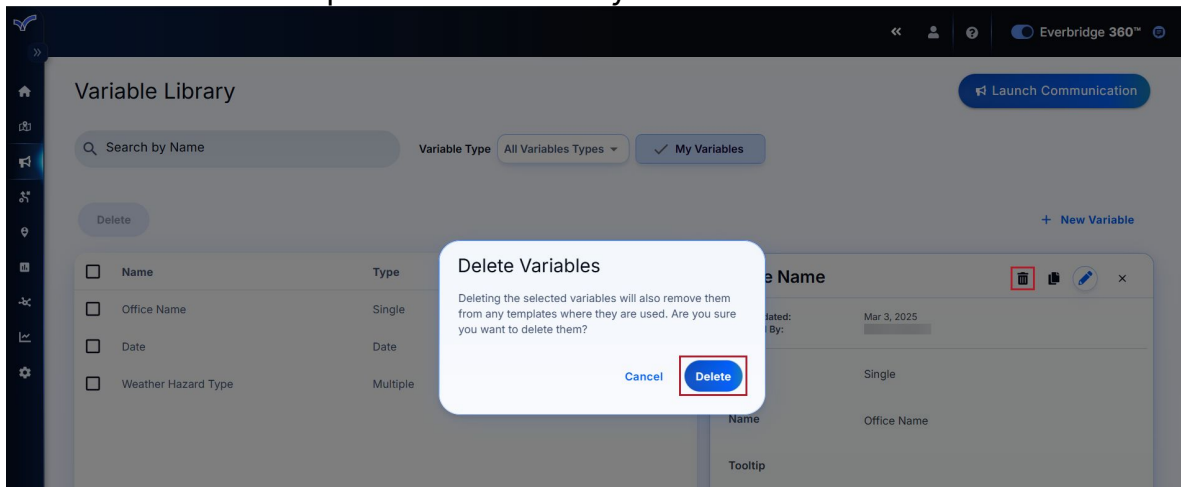 « Everbridge 360™
Variable Library
Launch Communication
Search by Name
Variable Type All Variables Types My Variables
Delete
+ New Variable
Name Type
Office Name Single
Date Date
Weather Hazard Type Multiple
Delete Variables
Deleting the selected variables will also remove them
from any templates where they are used. Are you sure
you want to delete them?
Cancel Delete
Name
Mar 3, 2025
By:
Single
Name Office Name
Tooltip